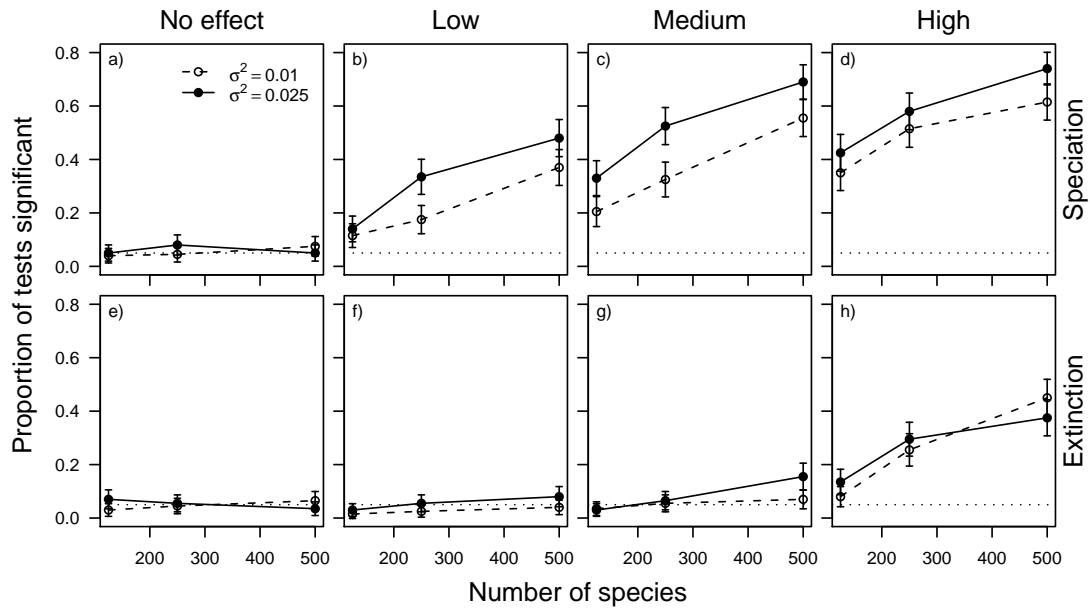 No effect Low Medium High
a) b) c) d)
σ² = 0.01
σ² = 0.025
0.8
0.6
0.4
0.2
0.0
Speciation
e) f) g) h)
0.8
0.6
0.4
0.2
0.0
Extinction
Proportion of tests significant
200 300 400 500 200 300 400 500 200 300 400 500 200 300 400 500
Number of species